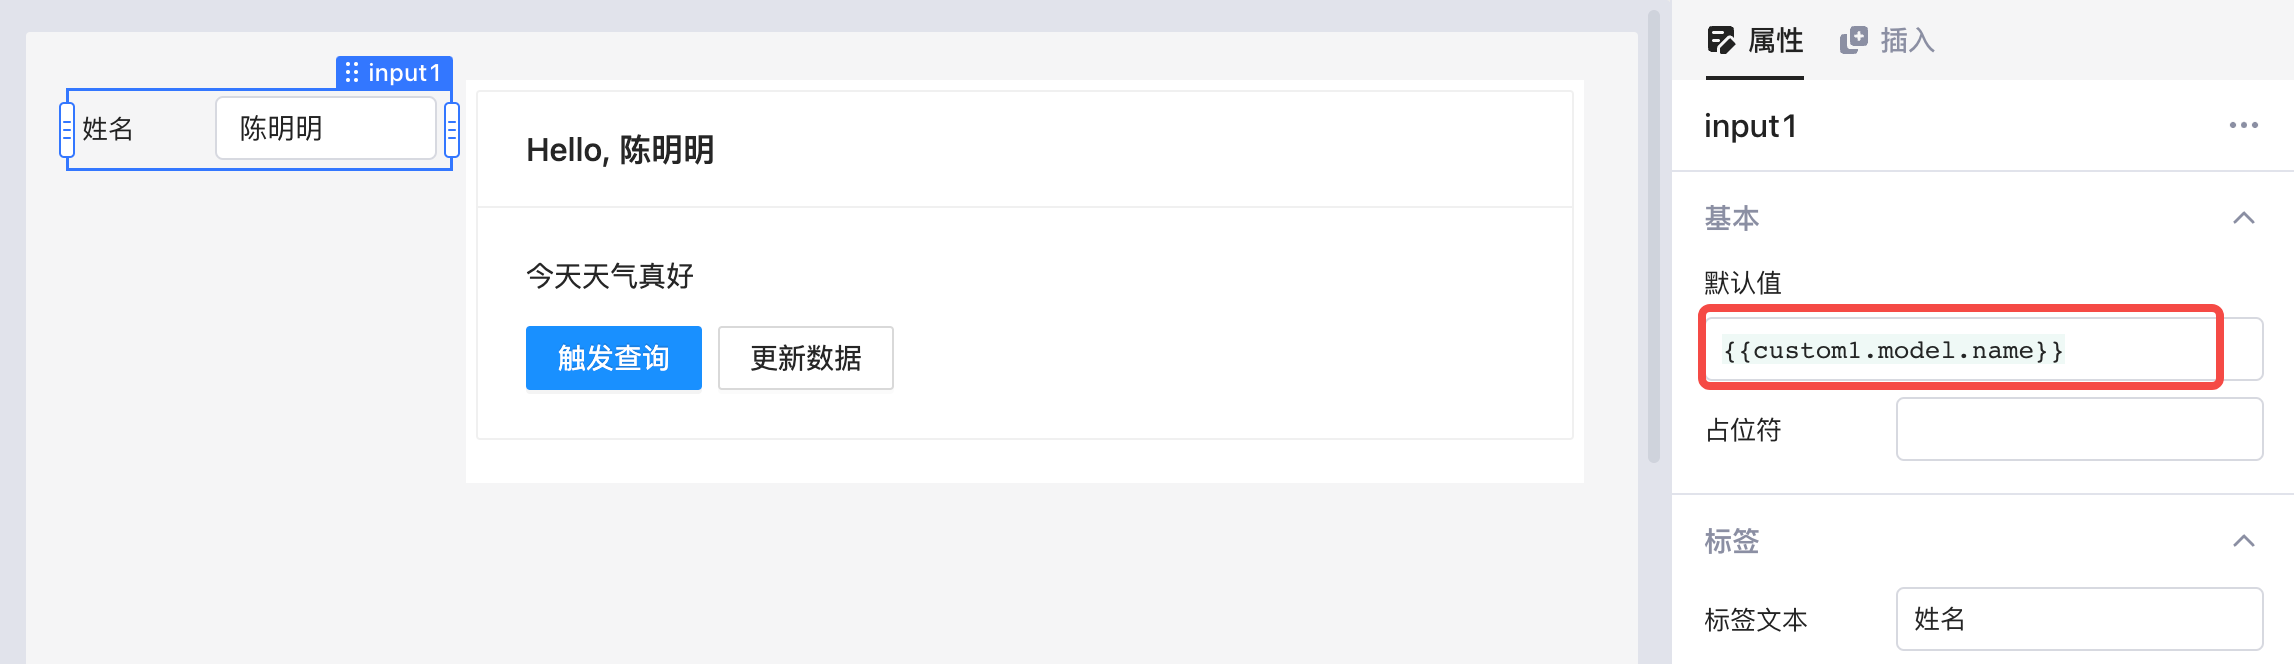 input1
姓名
陈明明
Hello, 陈明明
今天天气真好
触发查询
更新数据
属性
插入
input1
基本
默认值
{{custom1.model.name}}
占位符
标签
标签文本
姓名